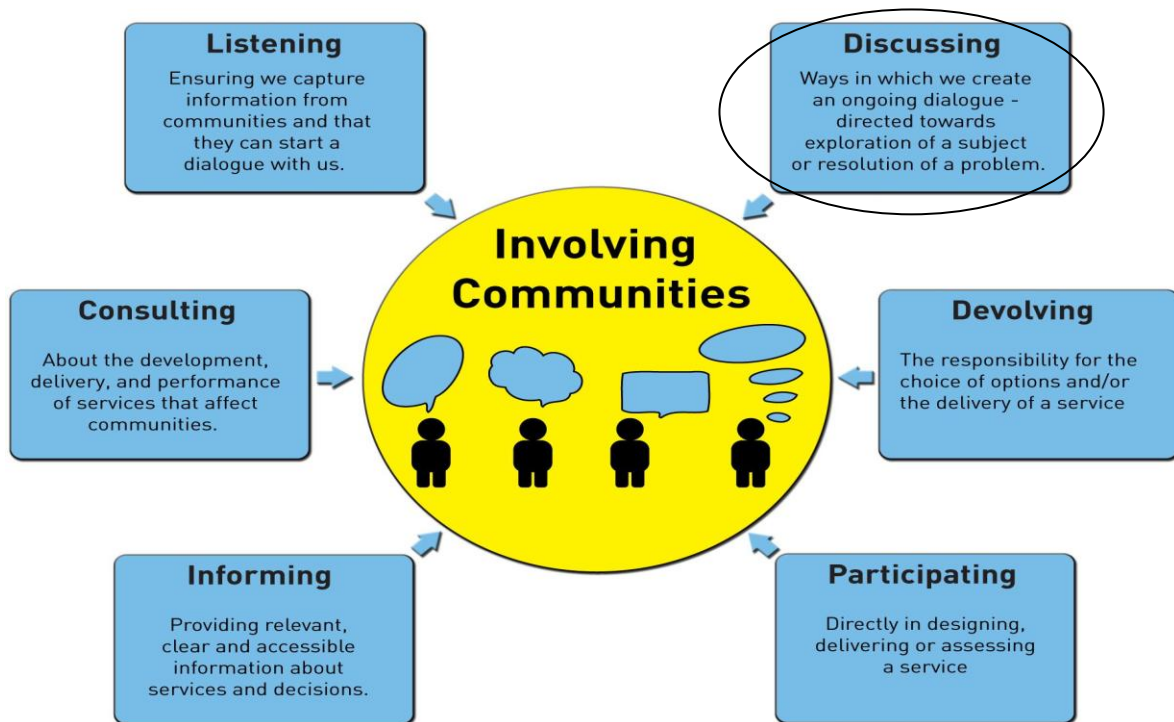 Listening
Ensuring we capture
information from
communities and that
they can start a
dialogue with us.
Discussing
Ways in which we create
an ongoing dialogue -
directed towards
exploration of a subject
or resolution of a problem.
Involving
Communities
Consulting
About the development,
delivery, and performance
of services that affect
communities.
Devolving
The responsibility for the
choice of options and/or
the delivery of a service
Informing
Providing relevant,
clear and accessible
information about
services and decisions.
Participating
Directly in designing,
delivering or assessing
a service